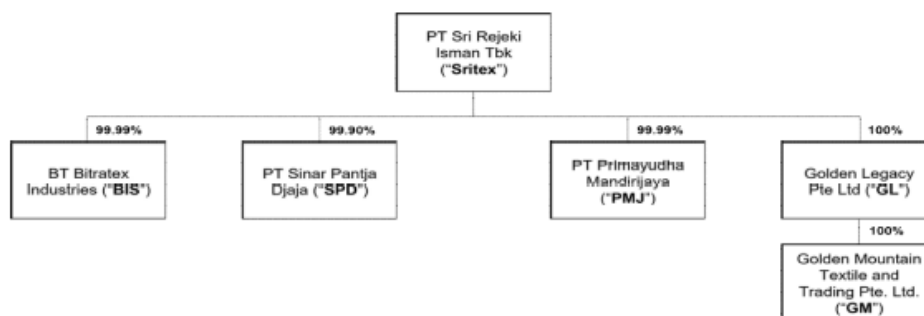 PT Sri Rejeki
Isman Tbk
("Sritex")
99.99%
99.90%
99.99%
100%
BT Bitratex
Industries ("BIS")
PT Sinar Pantja
Djaja ("SPD")
PT Primayudha
Mandirijaya
("PMJ")
Golden Legacy
Pte Ltd ("GL")
100%
Golden Mountain
Textile and
Trading Pte. Ltd.
("GM")